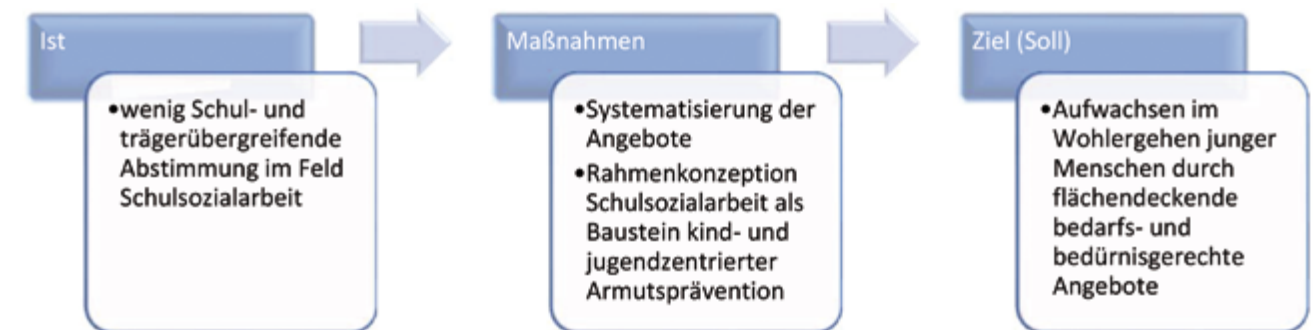 Ist
•wenig Schul- und
trägerübergreifende
Abstimmung im Feld
Schulsozialarbeit
Maßnahmen
•Systematisierung der
Angebote
•Rahmenkonzeption
Schulsozialarbeit als
Baustein kind- und
jugendzentrierter
Armutsprävention
Ziel (Soll)
•Aufwachsen im
Wohlergehen junger
Menschen durch
flächendeckende
bedarfs- und
bedürnisgerechte
Angebote